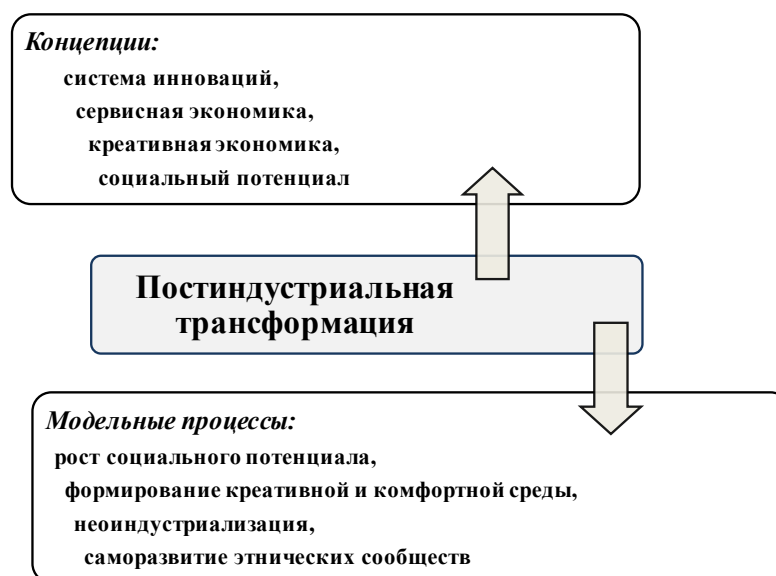 Концепции:
система инноваций,
сервисная экономика,
креативная экономика,
социальный потенциал
Постиндустриальная
трансформация
Модельные процессы:
рост социального потенциала,
формирование креативной и комфортной среды,
неоиндустриализация,
саморазвитие этнических сообществ